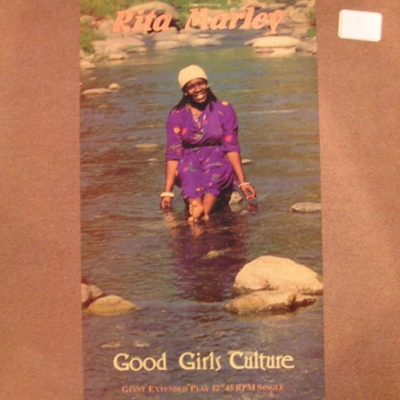 Rita Marley
Good Girls Culture
GIANT EXTENDED PLAY 12" 45 RPM SINGLE